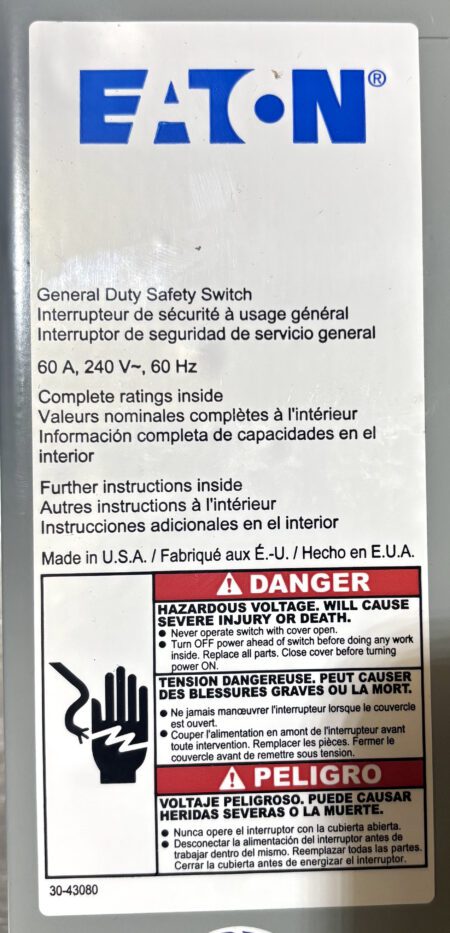 EATON®
General Duty Safety Switch
Interrupteur de sécurité à usage général
Interruptor de seguridad de servicio general
60 A, 240 V~, 60 Hz
Complete ratings inside
Valeurs nominales complètes à l'intérieur
Información completa de capacidades en el
interior
Further instructions inside
Autres instructions à l'intérieur
Instrucciones adicionales en el interior
Made in U.S.A. / Fabriqué aux É.-U. / Hecho en E.U.A.
DANGER
HAZARDOUS VOLTAGE. WILL CAUSE
SEVERE INJURY OR DEATH.
● Never operate switch with cover open.
● Turn OFF power ahead of switch before doing any work
inside. Replace all parts. Close cover before turning
power ON.
TENSION DANGEREUSE. PEUT CAUSER
DES BLESSURES GRAVES OU LA MORT.
● Ne jamais manœuvrer l'interrupteur lorsque le couvercle
est ouvert.
● Couper l'alimentation en amont de l'interrupteur avant
toute intervention. Remplacer les pièces. Fermer le
couvercle avant de remettre sous tension.
PELIGRO
VOLTAJE PELIGROSO. PUEDE CAUSAR
HERIDAS SEVERAS O LA MUERTE.
● Nunca opere el interruptor con la cubierta abierta.
● Desconectar la alimentación del interruptor antes de
trabajar dentro del mismo. Reemplazar todas las partes.
Cerrar la cubierta antes de energizar el interruptor.
30-43080